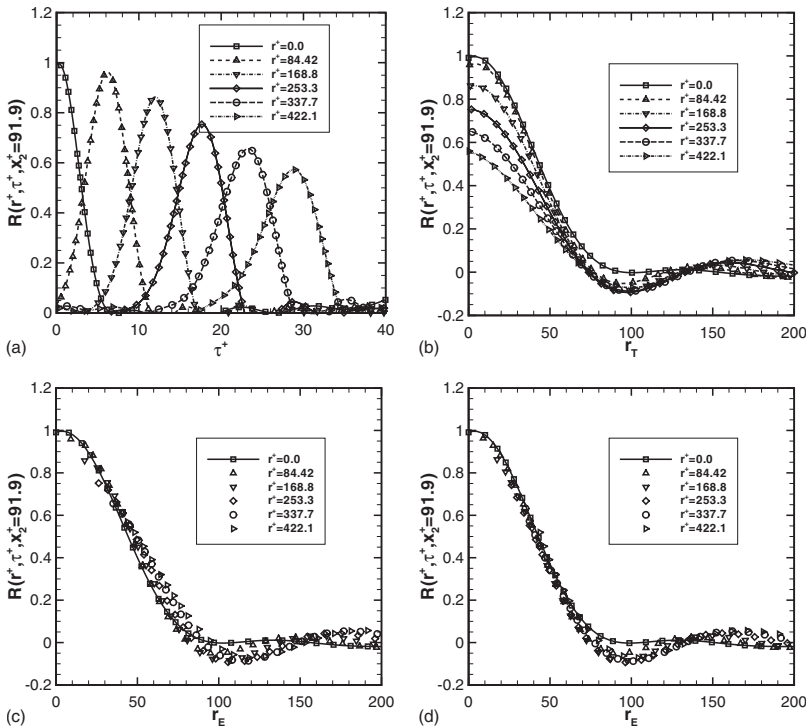 1.2
1
0.8
0.6
0.4
0.2
0
0 10 20 30 40
R(r⁺,τ⁺,x₂⁺=91.9)
τ⁺
r⁺=0.0
r⁺=84.42
r⁺=168.8
r⁺=253.3
r⁺=337.7
r⁺=422.1
(a)
1.2
1
0.8
0.6
0.4
0.2
0
-0.2
0 50 100 150 200
R(r⁺,τ⁺,x₂⁺=91.9)
r_T
r⁺=0.0
r⁺=84.42
r⁺=168.8
r⁺=253.3
r⁺=337.7
r⁺=422.1
(b)
1.2
1
0.8
0.6
0.4
0.2
0
-0.2
0 50 100 150 200
R(r⁺,τ⁺,x₂⁺=91.9)
r_E
r⁺=0.0
r⁺=84.42
r⁺=168.8
r⁺=253.3
r⁺=337.7
r⁺=422.1
(c)
1.2
1
0.8
0.6
0.4
0.2
0
-0.2
0 50 100 150 200
R(r⁺,τ⁺,x₂⁺=91.9)
r_E
r⁺=0.0
r⁺=84.42
r⁺=168.8
r⁺=253.3
r⁺=337.7
r⁺=422.1
(d)